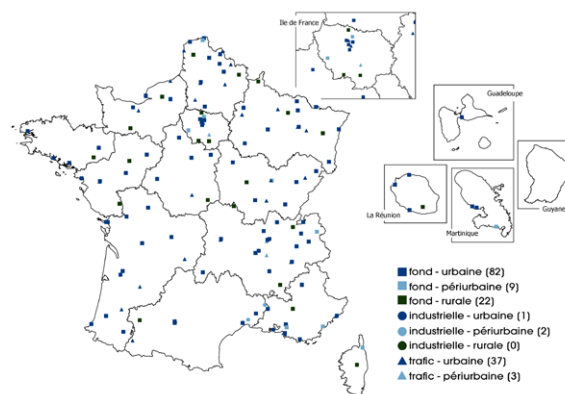 Ile de France
Guadeloupe
La Réunion
Martinique
Guyane
fond - urbaine (82)
fond - périurbaine (9)
fond - rurale (22)
industrielle - urbaine (1)
industrielle - périurbaine (2)
industrielle - rurale (0)
trafic - urbaine (37)
trafic - périurbaine (3)